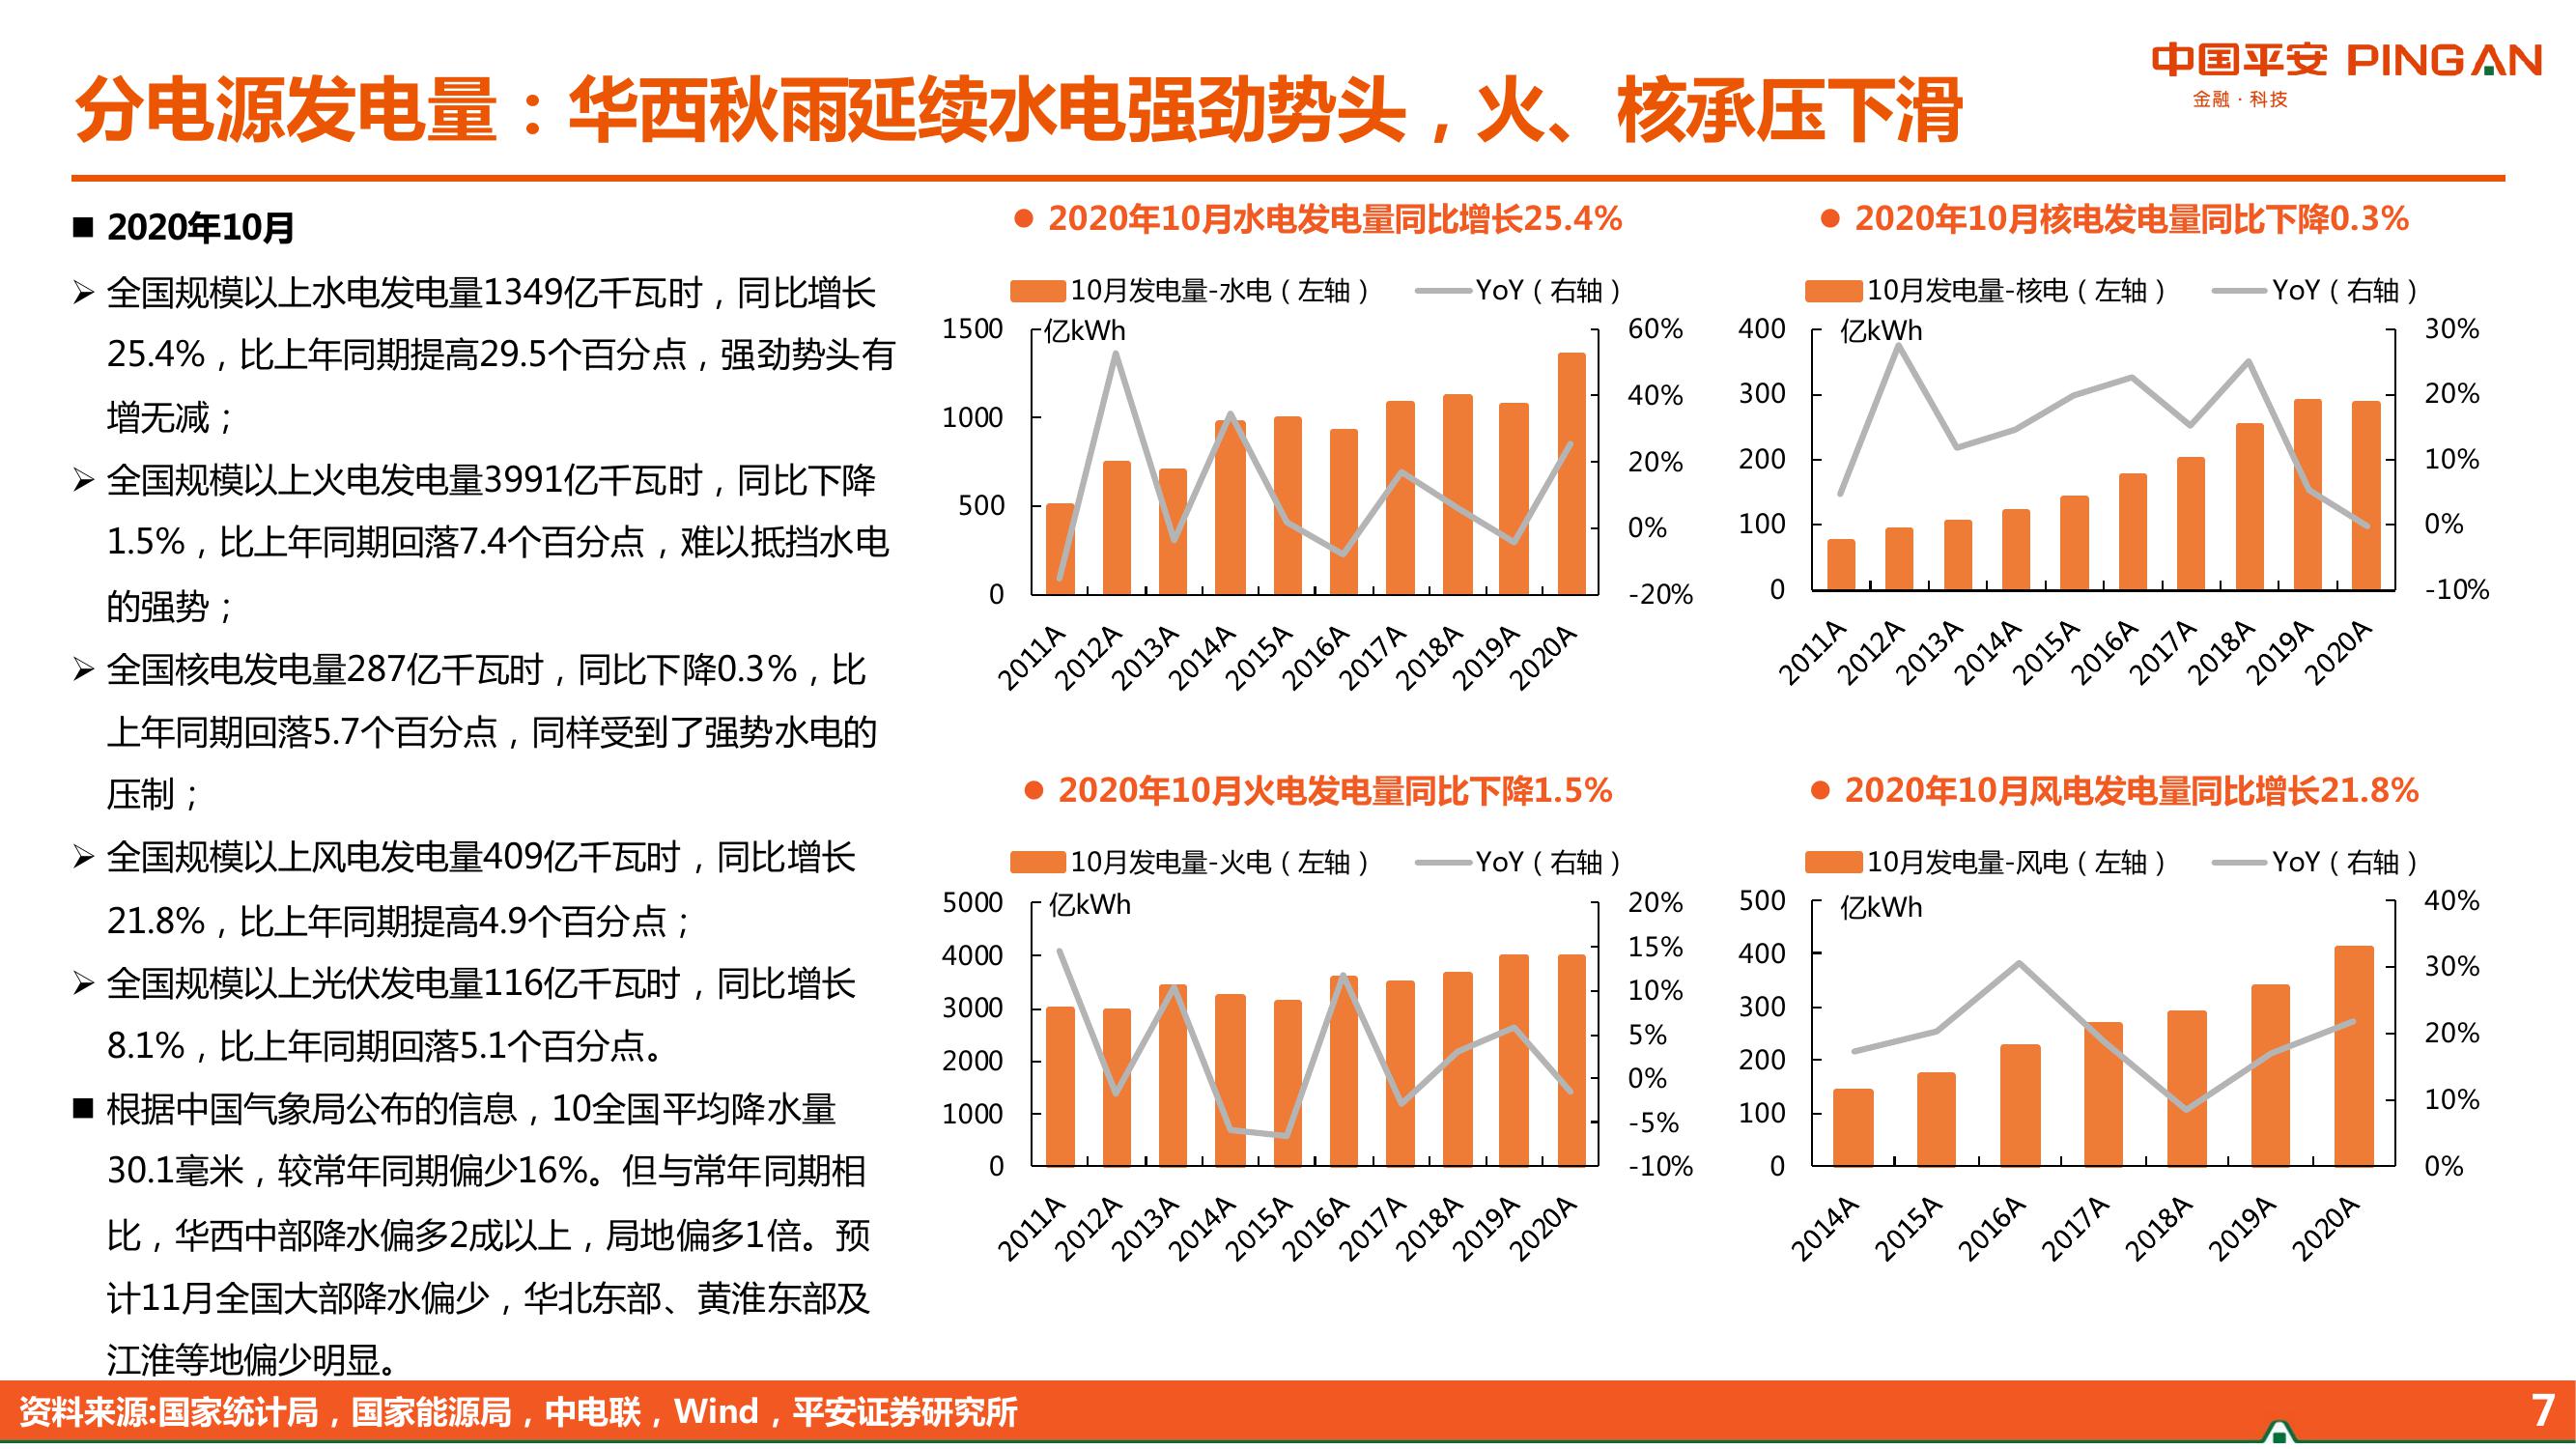 分电源发电量：华西秋雨延续水电强劲势头，火、核承压下滑
中国平安 PINGAN
金融·科技
■ 2020年10月
➢ 全国规模以上水电发电量1349亿千瓦时，同比增长
25.4%，比上年同期提高29.5个百分点，强劲势头有
增无减；
➢ 全国规模以上火电发电量3991亿千瓦时，同比下降
1.5%，比上年同期回落7.4个百分点，难以抵挡水电
的强势；
➢ 全国核电发电量287亿千瓦时，同比下降0.3%，比
上年同期回落5.7个百分点，同样受到了强势水电的
压制；
➢ 全国规模以上风电发电量409亿千瓦时，同比增长
21.8%，比上年同期提高4.9个百分点；
➢ 全国规模以上光伏发电量116亿千瓦时，同比增长
8.1%，比上年同期回落5.1个百分点。
■ 根据中国气象局公布的信息，10全国平均降水量
30.1毫米，较常年同期偏少16%。但与常年同期相
比，华西中部降水偏多2成以上，局地偏多1倍。预
计11月全国大部降水偏少，华北东部、黄淮东部及
江淮等地偏少明显。
● 2020年10月水电发电量同比增长25.4%
10月发电量-水电（左轴） YoY（右轴）
亿kWh
1500
1000
500
0
60%
40%
20%
0%
-20%
2011A 2012A 2013A 2014A 2015A 2016A 2017A 2018A 2019A 2020A
● 2020年10月核电发电量同比下降0.3%
10月发电量-核电（左轴） YoY（右轴）
亿kWh
400
300
200
100
0
30%
20%
10%
0%
-10%
2011A 2012A 2013A 2014A 2015A 2016A 2017A 2018A 2019A 2020A
● 2020年10月火电发电量同比下降1.5%
10月发电量-火电（左轴） YoY（右轴）
亿kWh
5000
4000
3000
2000
1000
0
20%
15%
10%
5%
0%
-5%
-10%
2011A 2012A 2013A 2014A 2015A 2016A 2017A 2018A 2019A 2020A
● 2020年10月风电发电量同比增长21.8%
10月发电量-风电（左轴） YoY（右轴）
亿kWh
500
400
300
200
100
0
40%
30%
20%
10%
0%
2014A 2015A 2016A 2017A 2018A 2019A 2020A
资料来源:国家统计局，国家能源局，中电联，Wind，平安证券研究所
7